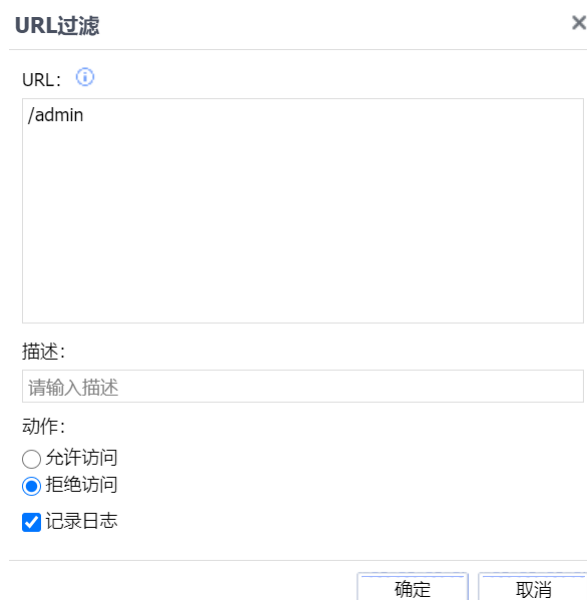 URL过滤
URL：
/admin
描述：
请输入描述
动作：
允许访问
拒绝访问
记录日志
确定 取消